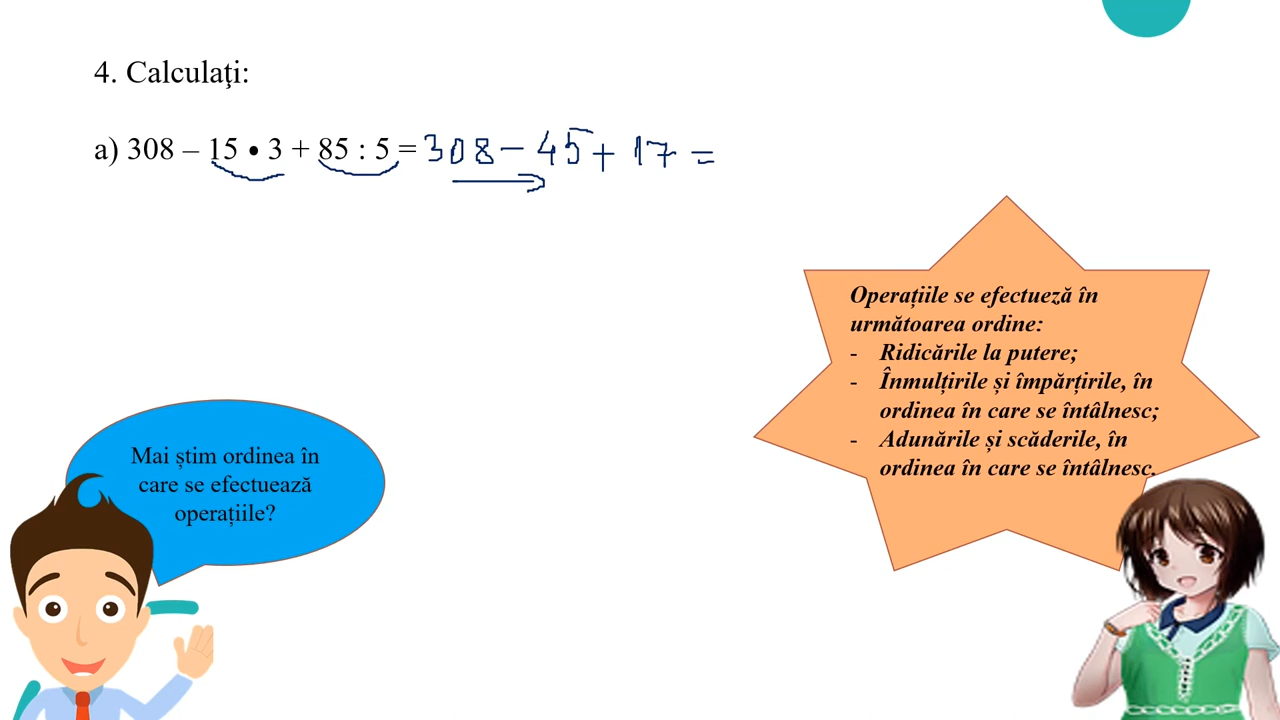 4. Calculaţi:
a) 308 – 15 • 3 + 85 : 5 = 308 - 45 + 17 =
Operațiile se efectueză în
următoarea ordine:
- Ridicările la putere;
- Înmulțirile și împărțirile, în
ordinea în care se întâlnesc;
- Adunările și scăderile, în
ordinea în care se întâlnesc.
Mai știm ordinea în
care se efectuează
operațiile?